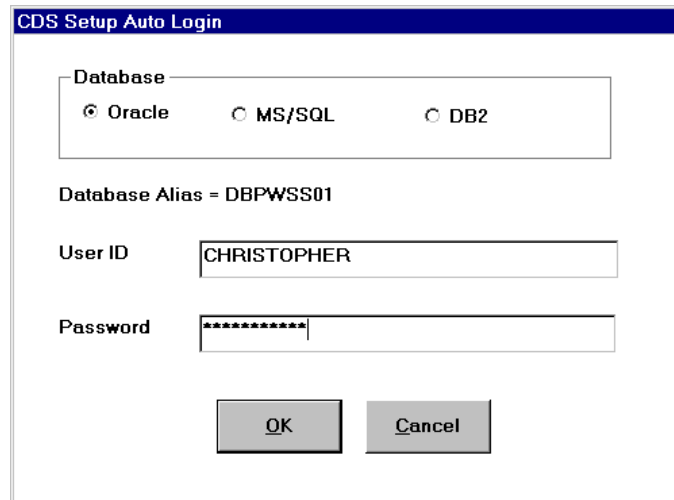 CDS Setup Auto Login
Database
Oracle MS/SQL DB2
Database Alias = DBPWSS01
User ID CHRISTOPHER
Password ***********
OK Cancel